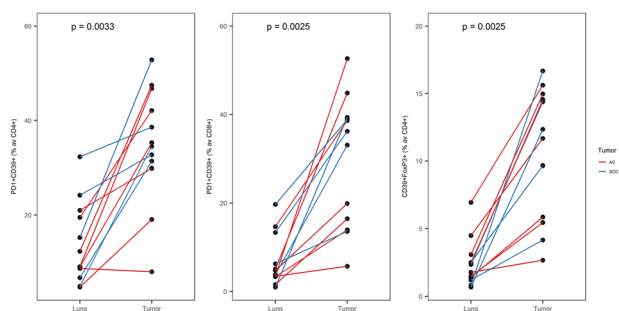 p = 0.0033
p = 0.0025
p = 0.0025
PD1+CD39+ (% av CD4+)
60
40
20
Lung
Tumor
PD1+CD39+ (% av CD8+)
60
40
20
0
Lung
Tumor
CD39+FoxP3+ (% av CD4+)
20
15
10
5
0
Lung
Tumor
Tumor
AC
SCC